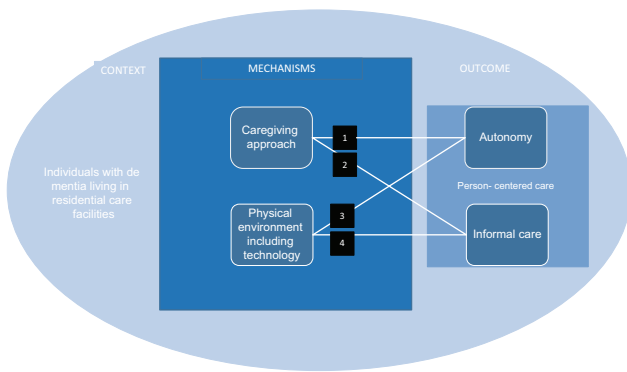 CONTEXT
MECHANISMS
OUTCOME
Caregiving
approach
1
2
Autonomy
Individuals with de
mentia living in
residential care
facilities
Person- centered care
Physical
environment
including
technology
3
4
Informal care